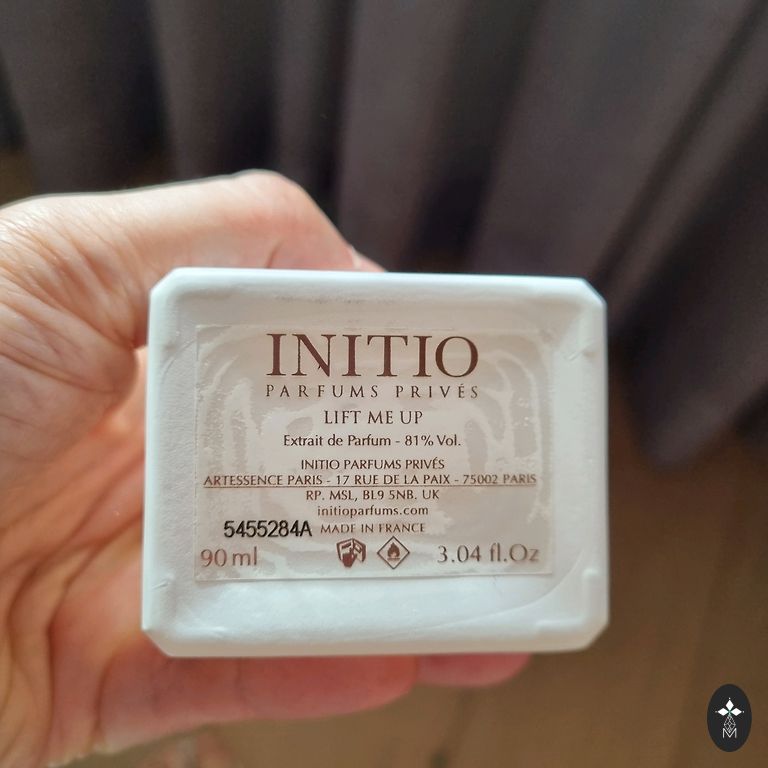 INITIO
PARFUMS PRIVÉS
LIFT ME UP
Extrait de Parfum - 81% Vol.
INITIO PARFUMS PRIVÉS
ARTESSENCE PARIS - 17 RUE DE LA PAIX - 75002 PARIS
RP. MSL, BL9 5NB. UK
initioparfums.com
5455284A MADE IN FRANCE
90 ml 3.04 fl.Oz
M